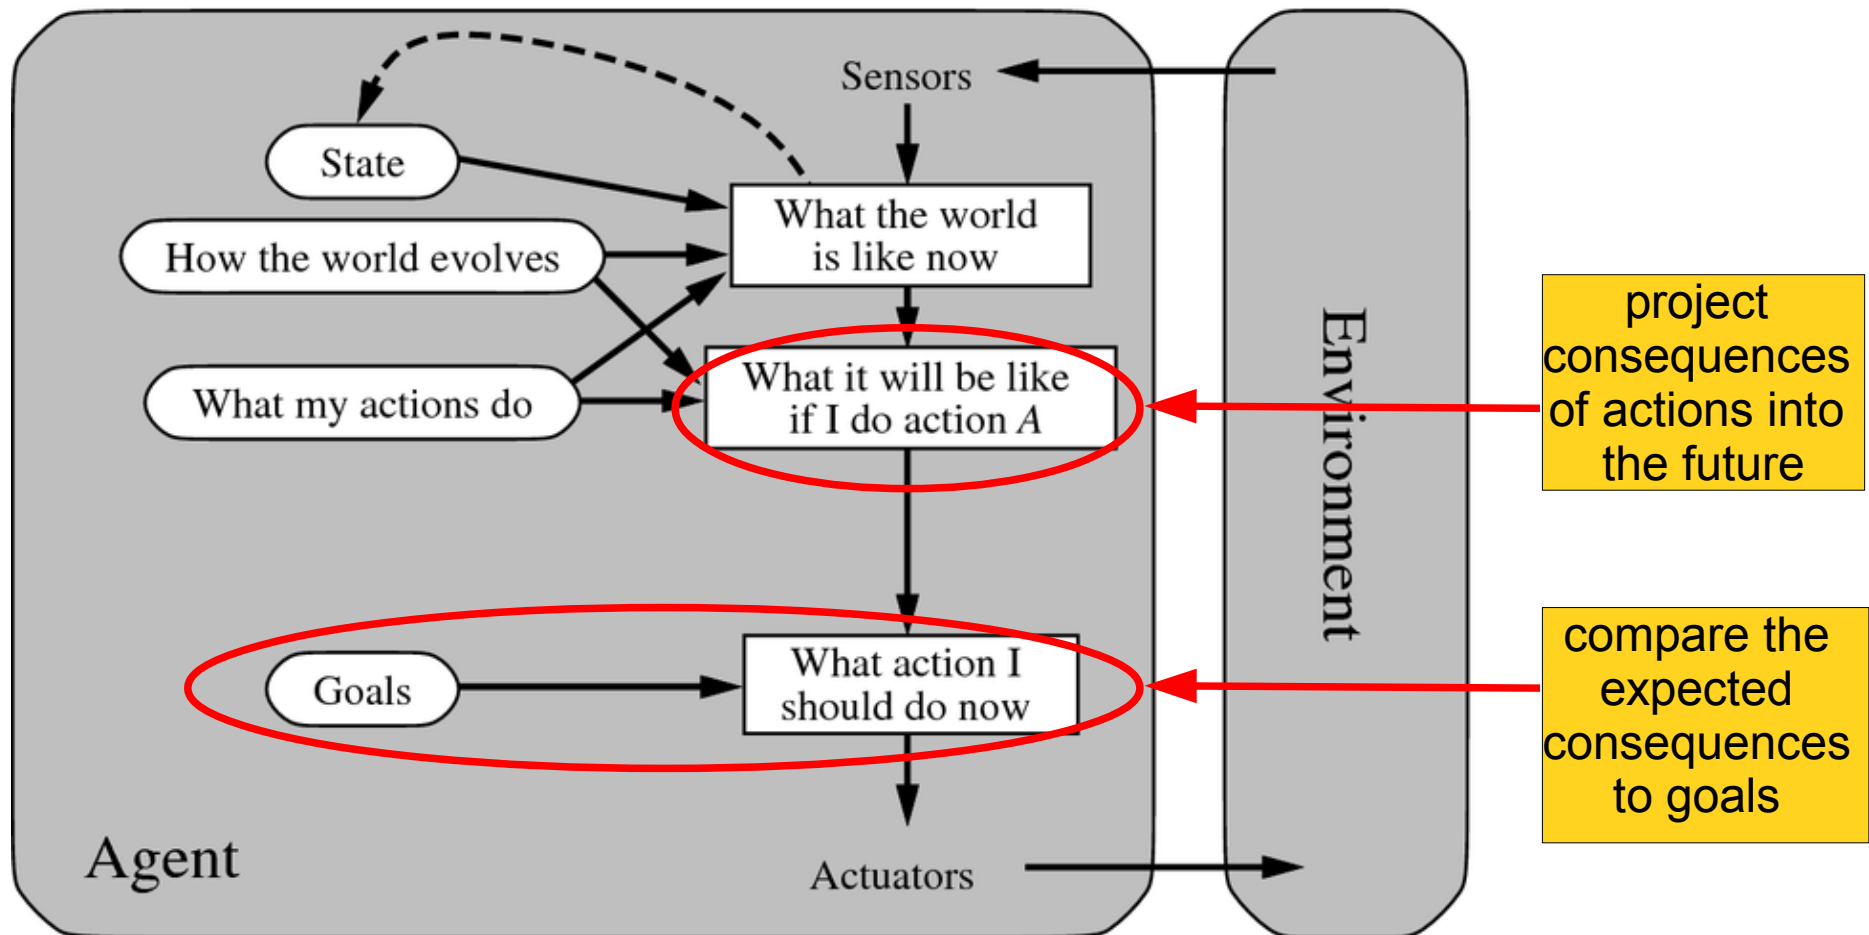 Sensors
State
What the world
is like now
How the world evolves
What it will be like
if I do action A
What my actions do
project
consequences
of actions into
the future
Environment
What action I
should do now
Goals
compare the
expected
consequences
to goals
Agent
Actuators